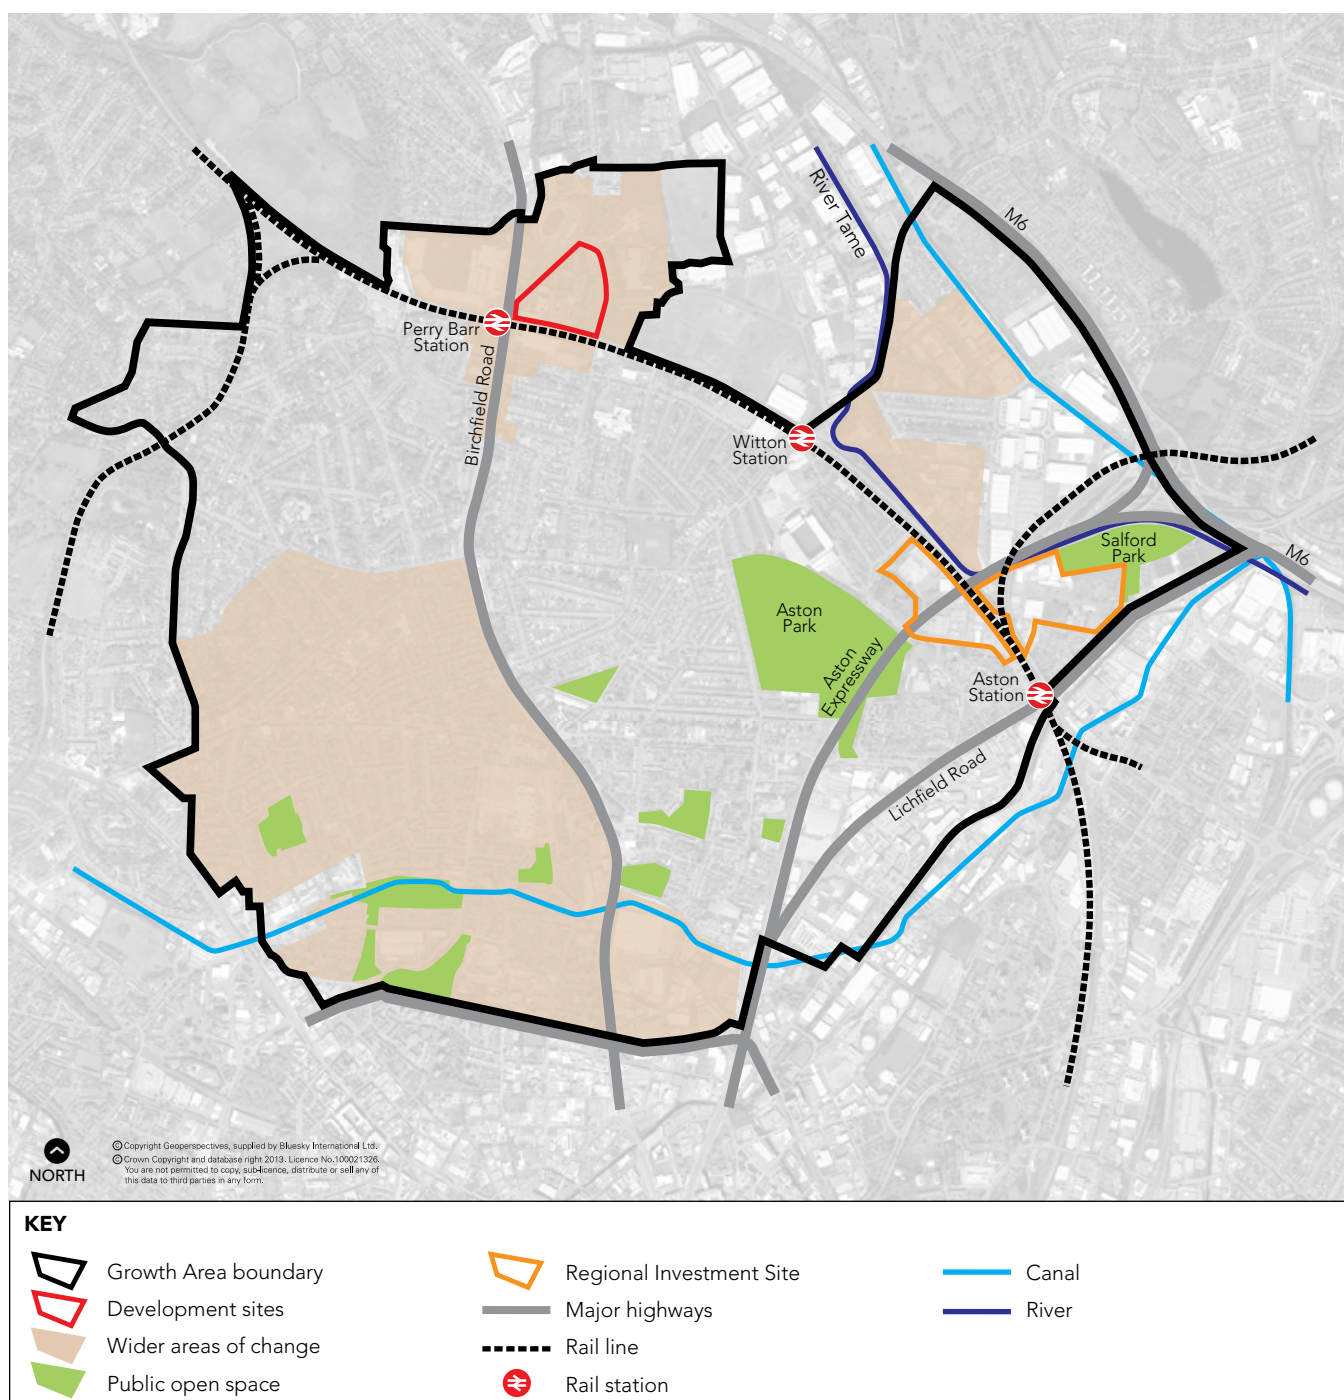 River Tame
M6
Perry Barr
Station
Birchfield Road
Witton
Station
Salford
Park
M6
Aston
Park
Aston
Expressway
Aston
Station
Lichfield Road
NORTH
© Copyright Geoperspectives, supplied by Bluesky International Ltd.
© Crown Copyright and database right 2013. Licence No.100021326.
You are not permitted to copy, sub-licence, distribute or sell any of
this data to third parties in any form.
KEY
Growth Area boundary
Development sites
Wider areas of change
Public open space
Regional Investment Site
Major highways
Rail line
Rail station
Canal
River